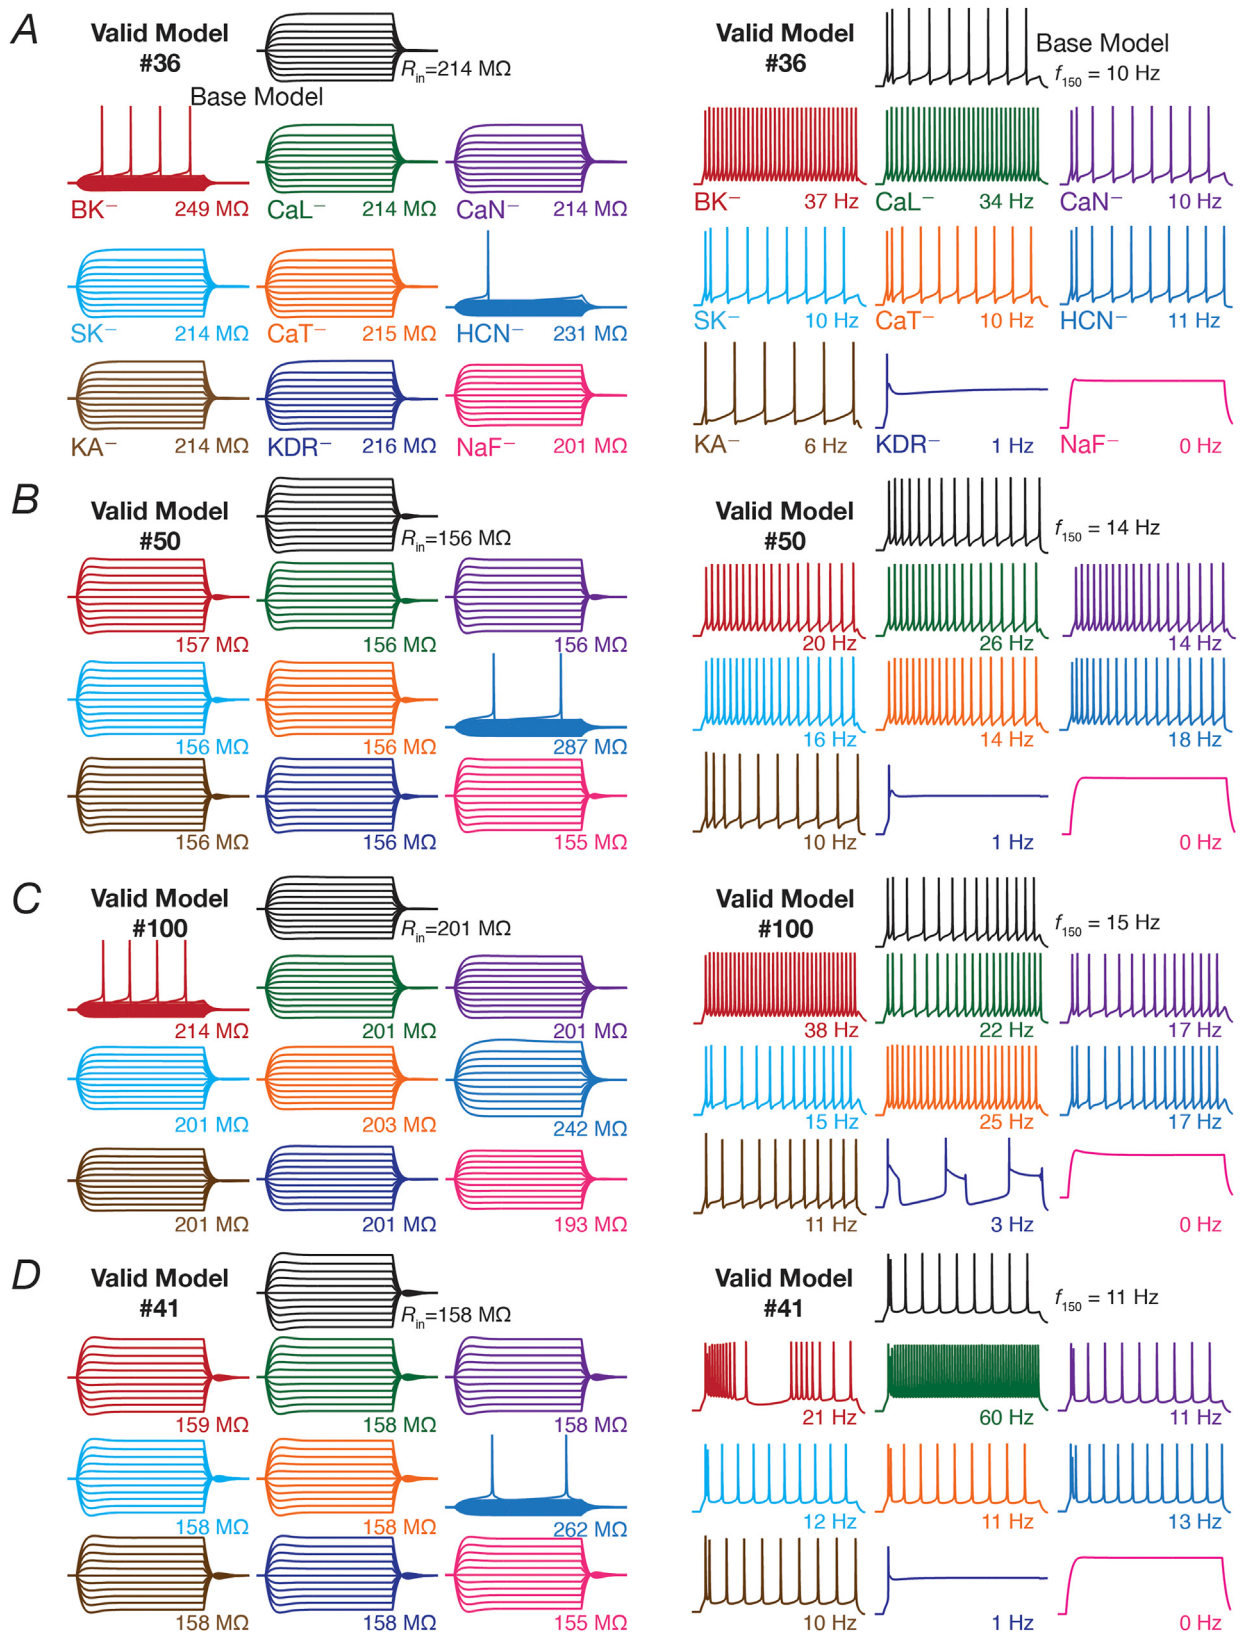 A
Valid Model
#36
Rin=214 MΩ
Base Model
BK–
249 MΩ
CaL–
214 MΩ
CaN–
214 MΩ
SK–
214 MΩ
CaT–
215 MΩ
HCN–
231 MΩ
KA–
214 MΩ
KDR–
216 MΩ
NaF–
201 MΩ
Valid Model
#36
Base Model
f150 = 10 Hz
BK–
37 Hz
CaL–
34 Hz
CaN–
10 Hz
SK–
10 Hz
CaT–
10 Hz
HCN–
11 Hz
KA–
6 Hz
KDR–
1 Hz
NaF–
0 Hz
B
Valid Model
#50
Rin=156 MΩ
157 MΩ
156 MΩ
156 MΩ
156 MΩ
156 MΩ
287 MΩ
156 MΩ
156 MΩ
155 MΩ
Valid Model
#50
f150 = 14 Hz
20 Hz
26 Hz
14 Hz
16 Hz
14 Hz
18 Hz
10 Hz
1 Hz
0 Hz
C
Valid Model
#100
Rin=201 MΩ
214 MΩ
201 MΩ
201 MΩ
201 MΩ
203 MΩ
242 MΩ
201 MΩ
201 MΩ
193 MΩ
Valid Model
#100
f150 = 15 Hz
38 Hz
22 Hz
17 Hz
15 Hz
25 Hz
17 Hz
11 Hz
3 Hz
0 Hz
D
Valid Model
#41
Rin=158 MΩ
159 MΩ
158 MΩ
158 MΩ
158 MΩ
158 MΩ
262 MΩ
158 MΩ
158 MΩ
155 MΩ
Valid Model
#41
f150 = 11 Hz
21 Hz
60 Hz
11 Hz
12 Hz
11 Hz
13 Hz
10 Hz
1 Hz
0 Hz